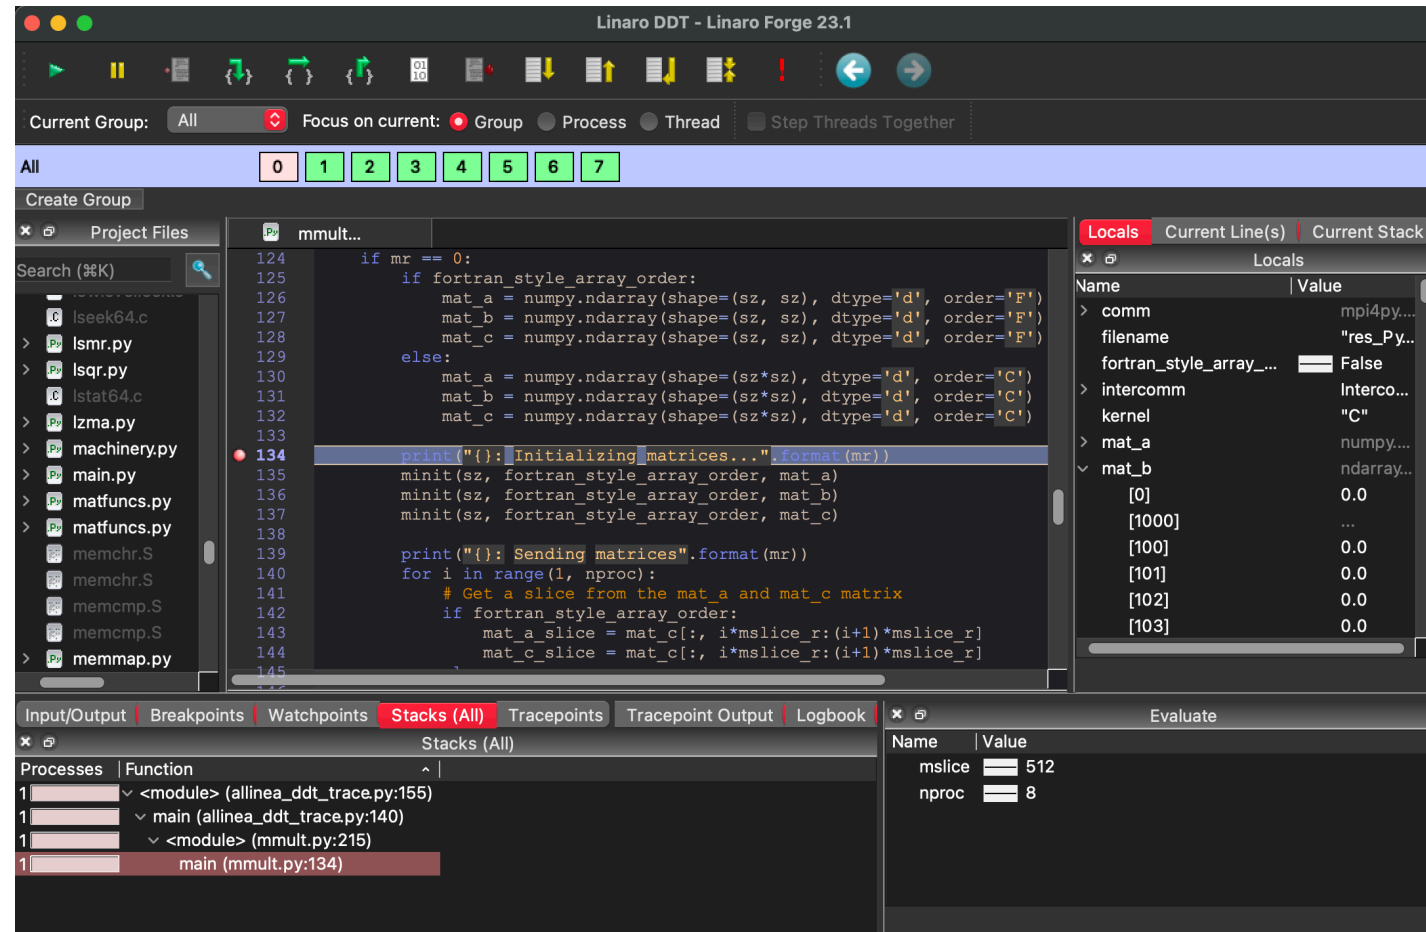 Linaro DDT - Linaro Forge 23.1
01
10
Current Group: All Focus on current: Group Process Thread Step Threads Together
All 0 1 2 3 4 5 6 7
Create Group
Project Files
Search (⌘K)
lseek64.c
lsmr.py
lsqr.py
lstat64.c
lzma.py
machinery.py
main.py
matfuncs.py
matfuncs.py
memchr.S
memchr.S
memcmp.S
memcmp.S
memmap.py
mmult...
124 if mr == 0:
125 if fortran_style_array_order:
126 mat_a = numpy.ndarray(shape=(sz, sz), dtype='d', order='F')
127 mat_b = numpy.ndarray(shape=(sz, sz), dtype='d', order='F')
128 mat_c = numpy.ndarray(shape=(sz, sz), dtype='d', order='F')
129 else:
130 mat_a = numpy.ndarray(shape=(sz*sz), dtype='d', order='C')
131 mat_b = numpy.ndarray(shape=(sz*sz), dtype='d', order='C')
132 mat_c = numpy.ndarray(shape=(sz*sz), dtype='d', order='C')
133
134 print("{}: Initializing matrices...".format(mr))
135 minit(sz, fortran_style_array_order, mat_a)
136 minit(sz, fortran_style_array_order, mat_b)
137 minit(sz, fortran_style_array_order, mat_c)
138
139 print("{}: Sending matrices".format(mr))
140 for i in range(1, nproc):
141 # Get a slice from the mat_a and mat_c matrix
142 if fortran_style_array_order:
143 mat_a_slice = mat_c[:, i*mslice_r:(i+1)*mslice_r]
144 mat_c_slice = mat_c[:, i*mslice_r:(i+1)*mslice_r]
145
Locals Current Line(s) Current Stack
Locals
Name Value
comm mpi4py....
filename "res_Py...
fortran_style_array_... False
intercomm Interco...
kernel "C"
mat_a numpy....
mat_b ndarray...
[0] 0.0
[1000] ...
[100] 0.0
[101] 0.0
[102] 0.0
[103] 0.0
Input/Output Breakpoints Watchpoints Stacks (All) Tracepoints Tracepoint Output Logbook
Stacks (All)
Processes Function
1 <module> (allinea_ddt_trace.py:155)
1 main (allinea_ddt_trace.py:140)
1 <module> (mmult.py:215)
1 main (mmult.py:134)
Evaluate
Name Value
mslice 512
nproc 8